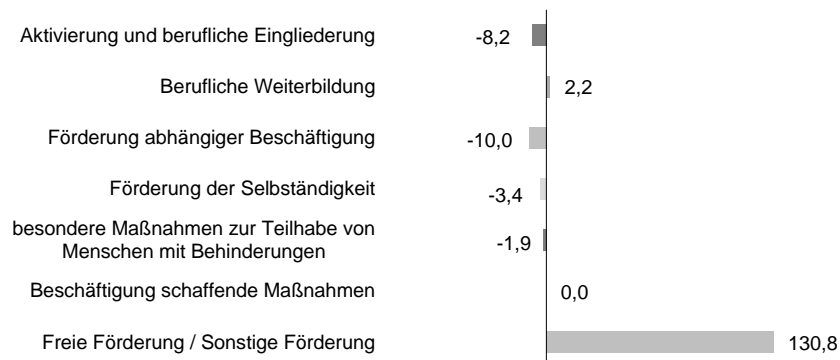 Aktivierung und berufliche Eingliederung -8,2
Berufliche Weiterbildung 2,2
Förderung abhängiger Beschäftigung -10,0
Förderung der Selbständigkeit -3,4
besondere Maßnahmen zur Teilhabe von
Menschen mit Behinderungen -1,9
Beschäftigung schaffende Maßnahmen 0,0
Freie Förderung / Sonstige Förderung 130,8